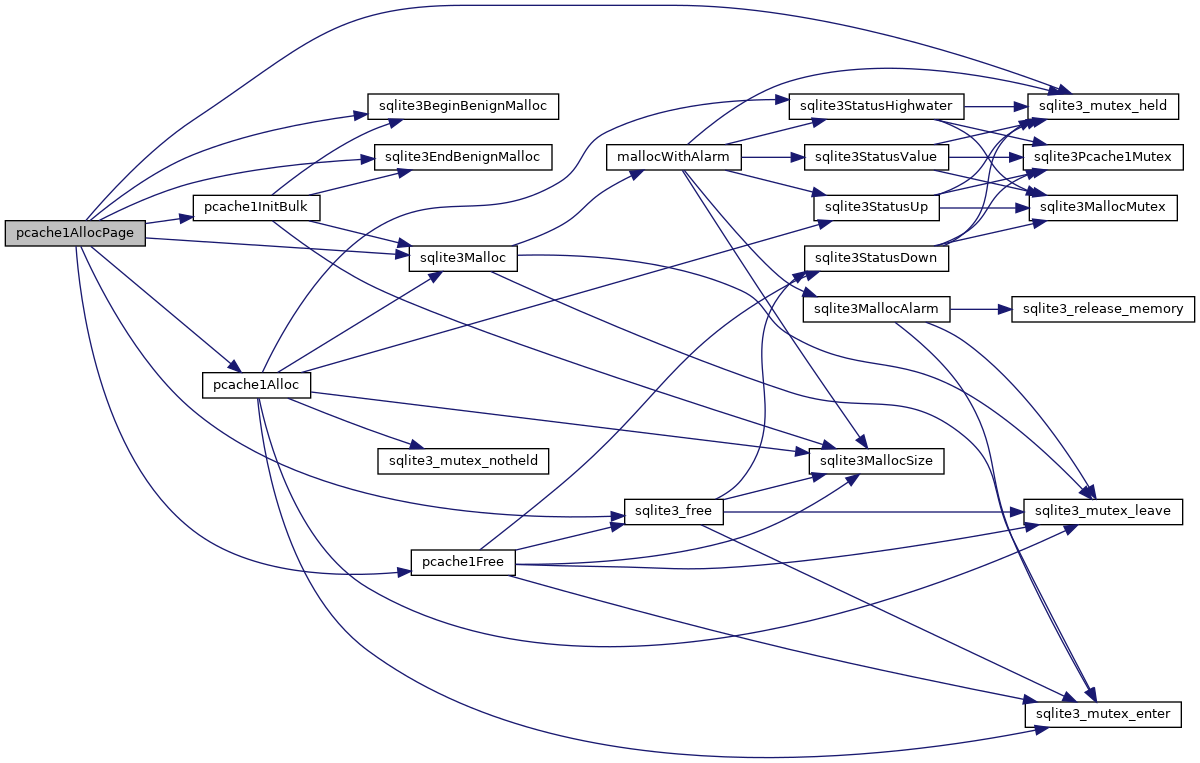 pcache1AllocPage
sqlite3BeginBenignMalloc
sqlite3EndBenignMalloc
pcache1InitBulk
sqlite3Malloc
pcache1Alloc
sqlite3_mutex_notheld
pcache1Free
sqlite3_free
mallocWithAlarm
sqlite3StatusHighwater
sqlite3StatusValue
sqlite3StatusUp
sqlite3StatusDown
sqlite3MallocAlarm
sqlite3MallocSize
sqlite3_mutex_held
sqlite3Pcache1Mutex
sqlite3MallocMutex
sqlite3_release_memory
sqlite3_mutex_leave
sqlite3_mutex_enter